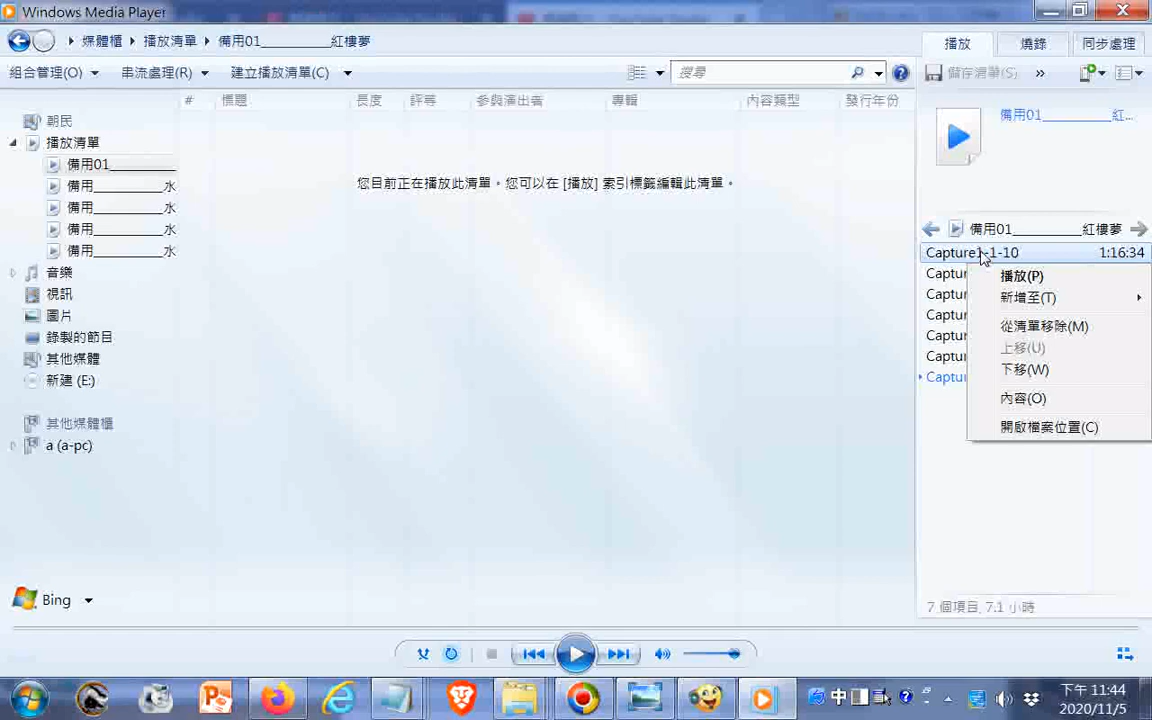 Windows Media Player
媒體櫃 播放清單 備用01__________紅樓夢
播放 燒錄 同步處理
組合管理(O) 串流處理(R) 建立播放清單(C) 搜尋 儲存清單(S) »
# 標題 長度 評等 參與演出者 專輯 內容類型 發行年份
朝民
播放清單
備用01_________
備用__________水
備用__________水
備用__________水
備用__________水
音樂
視訊
圖片
錄製的節目
其他媒體
新建 (E:)
其他媒體櫃
a (a-pc)
您目前正在播放此清單。您可以在 [播放] 索引標籤編輯此清單。
備用01__________紅...
備用01__________紅樓夢
Capture1-1-10 1:16:34
Captur
Captur
Captur
Captur
Captur
Captur
播放(P)
新增至(T)
從清單移除(M)
上移(U)
下移(W)
內容(O)
開啟檔案位置(C)
7 個項目, 7.1 小時
Bing
中
下午 11:44
2020/11/5